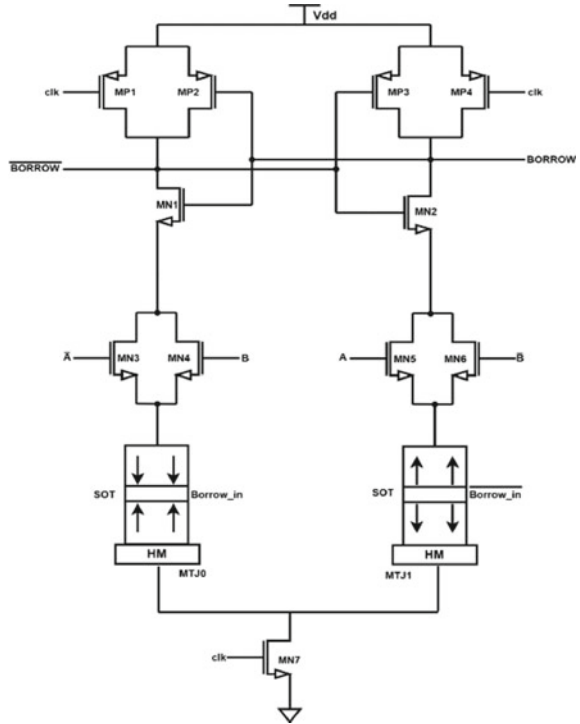 Vdd
clk MP1 MP2 MP3 MP4 clk
BORROW BORROW
MN1 MN2
Ā MN3 MN4 B A MN5 MN6 B̄
SOT Borrow_in SOT Borrow_in
HM HM
MTJ0 MTJ1
clk MN7